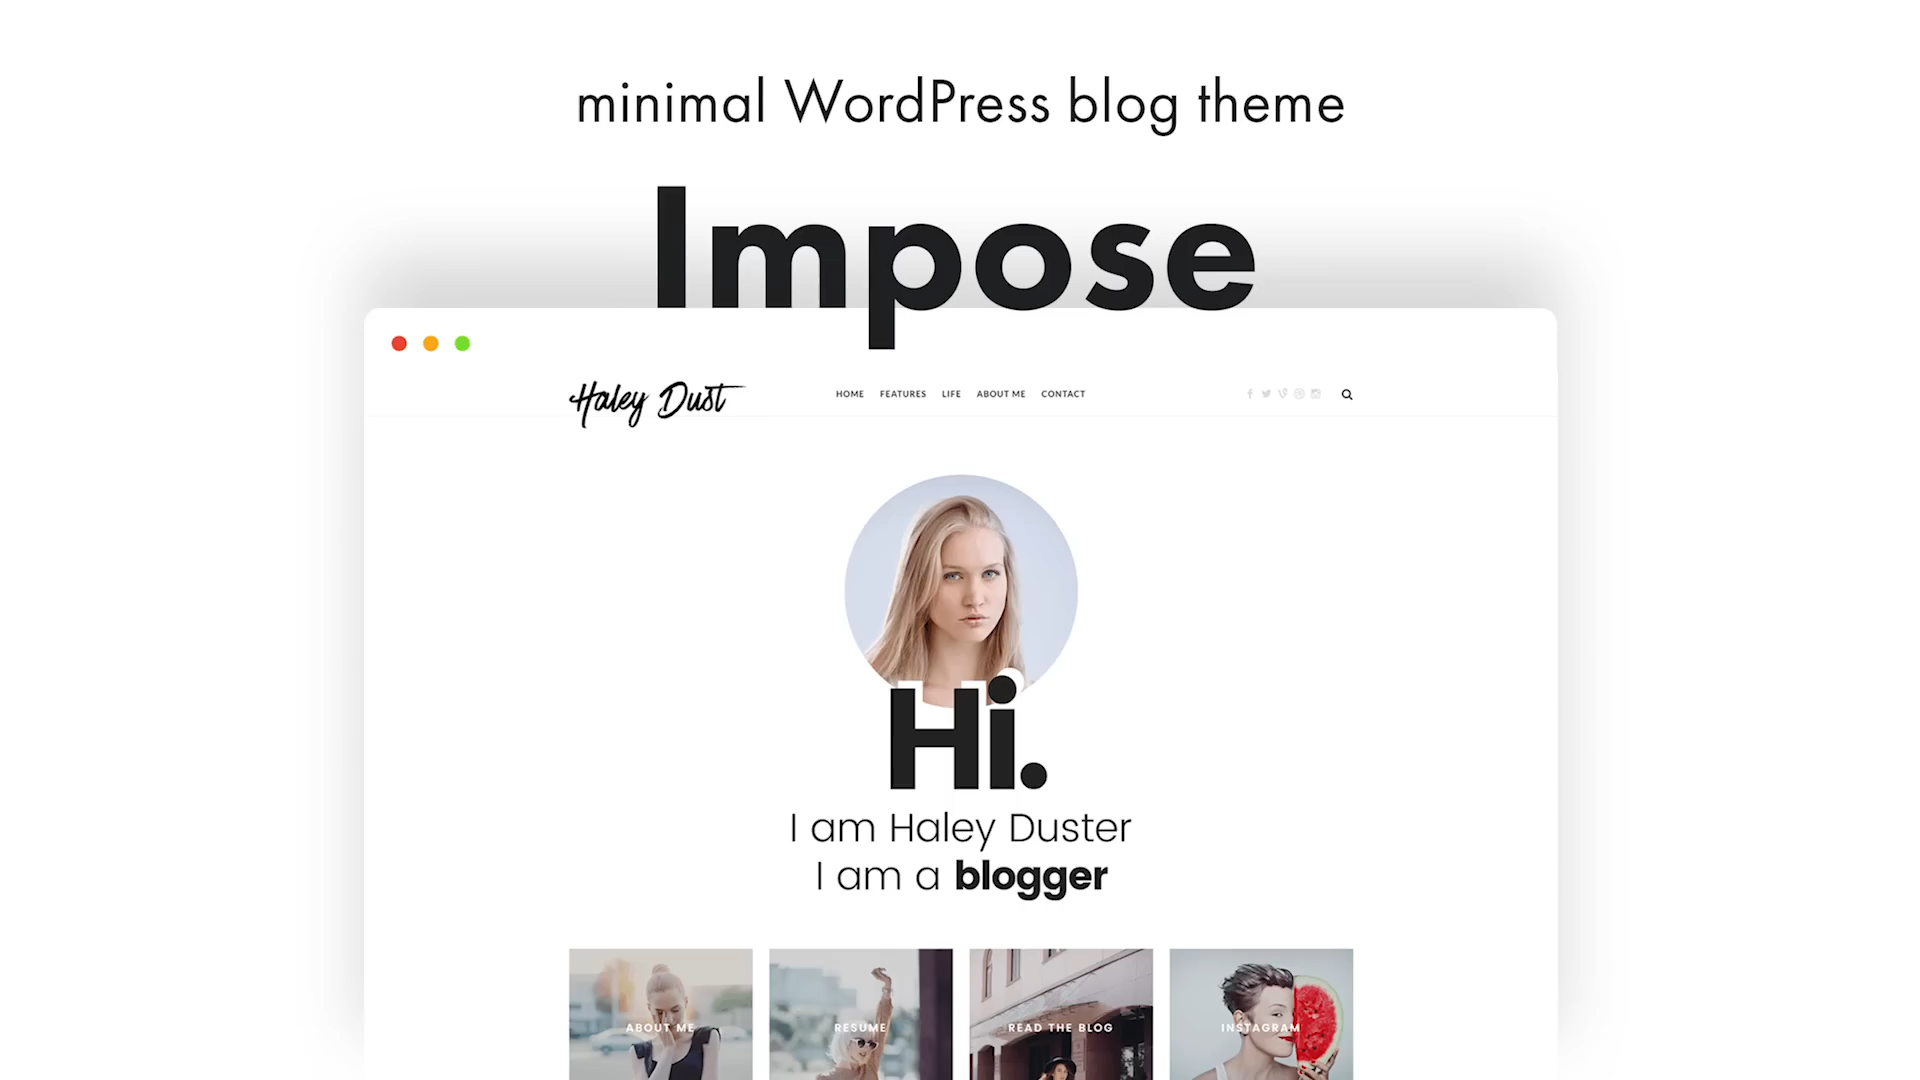 minimal WordPress blog theme
Impose
Haley Dust
HOME FEATURES LIFE ABOUT ME CONTACT
Hi.
I am Haley Duster
I am a blogger
ABOUT ME RESUME READ THE BLOG INSTAGRAM